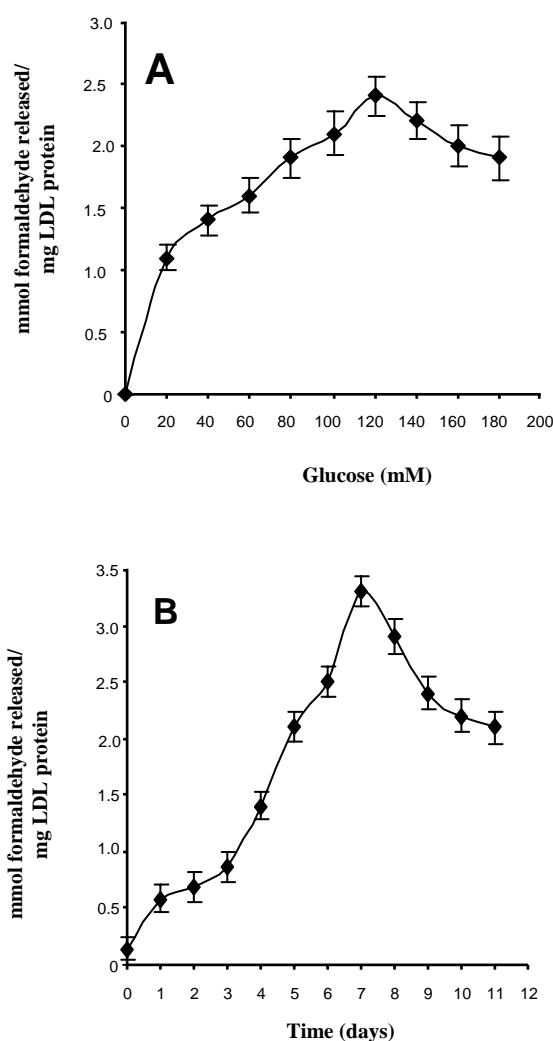 A
3.0
2.5
2.0
1.5
1.0
0.5
0
mmol formaldehyde released/
mg LDL protein
0 20 40 60 80 100 120 140 160 180 200
Glucose (mM)
B
3.5
3.0
2.5
2.0
1.5
1.0
0.5
0
mmol formaldehyde released/
mg LDL protein
0 1 2 3 4 5 6 7 8 9 10 11 12
Time (days)